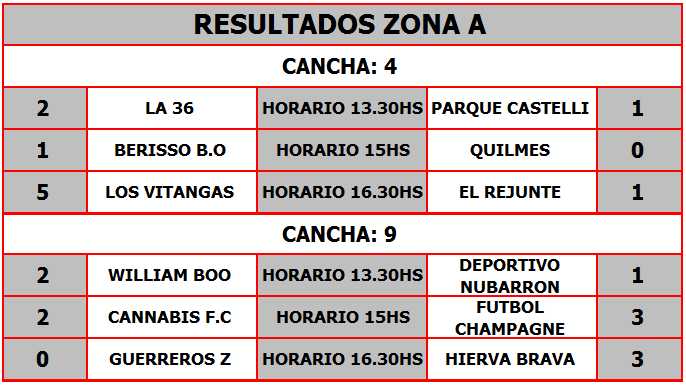 RESULTADOS ZONA A
CANCHA: 4
2 LA 36 HORARIO 13.30HS PARQUE CASTELLI 1
1 BERISSO B.O HORARIO 15HS QUILMES 0
5 LOS VITANGAS HORARIO 16.30HS EL REJUNTE 1
CANCHA: 9
2 WILLIAM BOO HORARIO 13.30HS DEPORTIVO NUBARRON 1
2 CANNABIS F.C HORARIO 15HS FUTBOL CHAMPAGNE 3
0 GUERREROS Z HORARIO 16.30HS HIERVA BRAVA 3